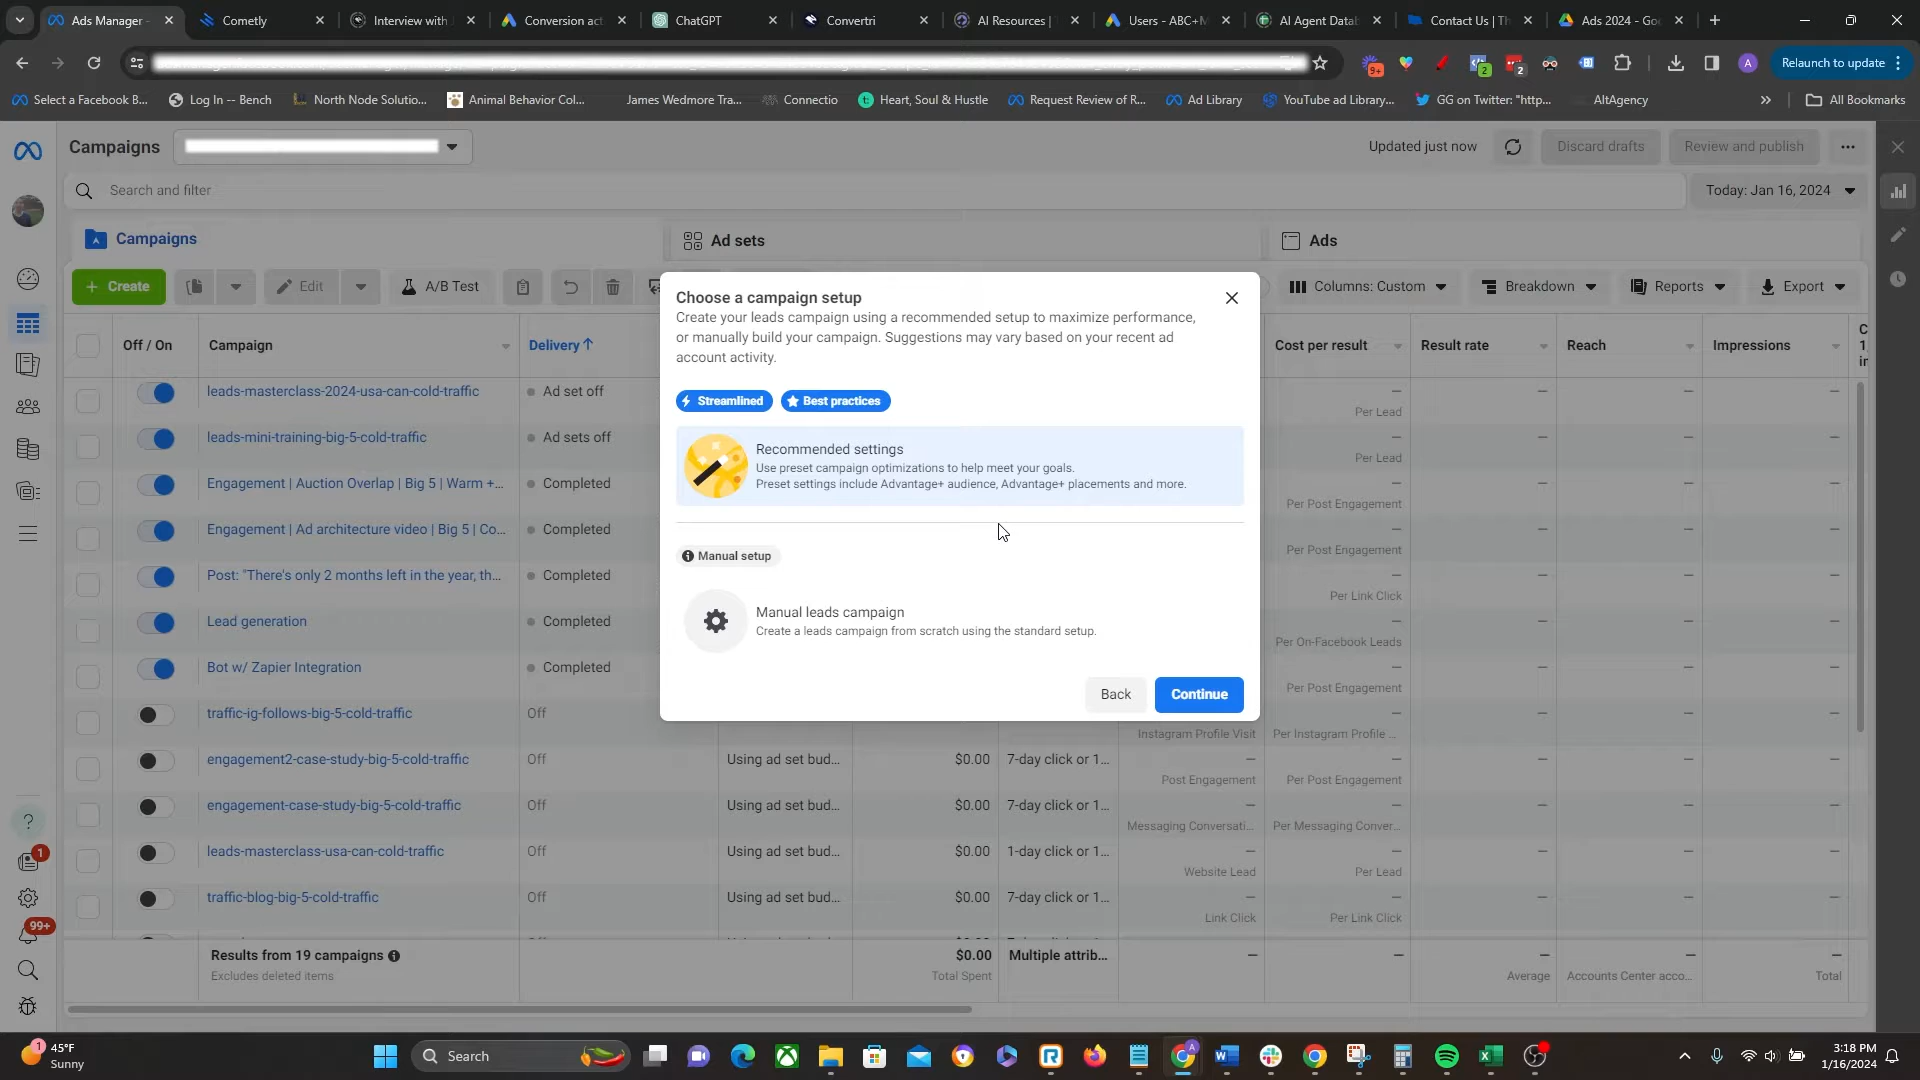 Ads Manager -
Cometly
Interview with J
Conversion act
ChatGPT
Convertri
AI Resources |
Users - ABC+M
AI Agent Datab
Contact Us | Th
Ads 2024 - Goo
9+
2
2
A
Relaunch to update
Select a Facebook B...
Log In -- Bench
North Node Solutio...
Animal Behavior Col...
James Wedmore Tra...
Connectio
Heart, Soul & Hustle
Request Review of R...
Ad Library
YouTube ad Library...
GG on Twitter: "http...
AltAgency
All Bookmarks
Campaigns
Updated just now
Discard drafts
Review and publish
Search and filter
Today: Jan 16, 2024
Campaigns
Ad sets
Ads
+ Create
Edit
A/B Test
Columns: Custom
Breakdown
Reports
Export
Off / On
Campaign
Delivery ↑
Cost per result
Result rate
Reach
Impressions
C
1,
in
Choose a campaign setup
Create your leads campaign using a recommended setup to maximize performance,
or manually build your campaign. Suggestions may vary based on your recent ad
account activity.
Streamlined
Best practices
Recommended settings
Use preset campaign optimizations to help meet your goals.
Preset settings include Advantage+ audience, Advantage+ placements and more.
Manual setup
Manual leads campaign
Create a leads campaign from scratch using the standard setup.
Back
Continue
leads-masterclass-2024-usa-can-cold-traffic
Ad set off
— — — —
Per Lead
leads-mini-training-big-5-cold-traffic
Ad sets off
— — — —
Per Lead
Engagement | Auction Overlap | Big 5 | Warm +...
Completed
— — — —
Per Post Engagement
Engagement | Ad architecture video | Big 5 | Co...
Completed
— — — —
Per Post Engagement
Post: "There's only 2 months left in the year, th...
Completed
— — — —
Per Link Click
Lead generation
Completed
— — — —
Per On-Facebook Leads
Bot w/ Zapier Integration
Completed
— — — —
Per Post Engagement
traffic-ig-follows-big-5-cold-traffic
Off
— — — —
Instagram Profile Visit
Per Instagram Profile ...
engagement2-case-study-big-5-cold-traffic
Off
Using ad set bud...
$0.00
7-day click or 1...
— — — — —
Post Engagement
Per Post Engagement
engagement-case-study-big-5-cold-traffic
Off
Using ad set bud...
$0.00
7-day click or 1...
— — — — —
Messaging Conversati...
Per Messaging Conver...
leads-masterclass-usa-can-cold-traffic
Off
Using ad set bud...
$0.00
1-day click or 1...
— — — — —
Website Lead
Per Lead
traffic-blog-big-5-cold-traffic
Off
Using ad set bud...
$0.00
7-day click or 1...
— — — — —
Link Click
Per Link Click
Results from 19 campaigns
Excludes deleted items
$0.00
Total Spent
Multiple attrib...
— — — — —
Average
Accounts Center acco...
Total
?
1
99+
1
45°F
Sunny
Search
A
3:18 PM
1/16/2024